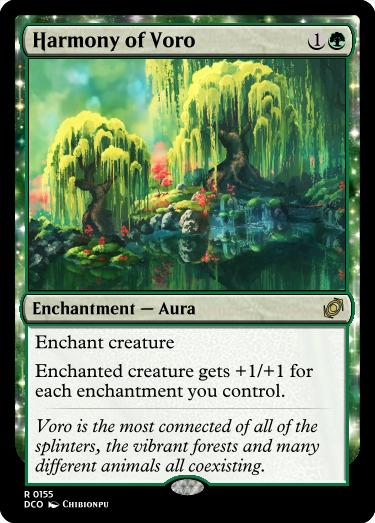 Harmony of Voro 1
Enchantment — Aura
Enchant creature
Enchanted creature gets +1/+1 for
each enchantment you control.
Voro is the most connected of all of the
splinters, the vibrant forests and many
different animals all coexisting.
R 0155
DCO Chibionpu